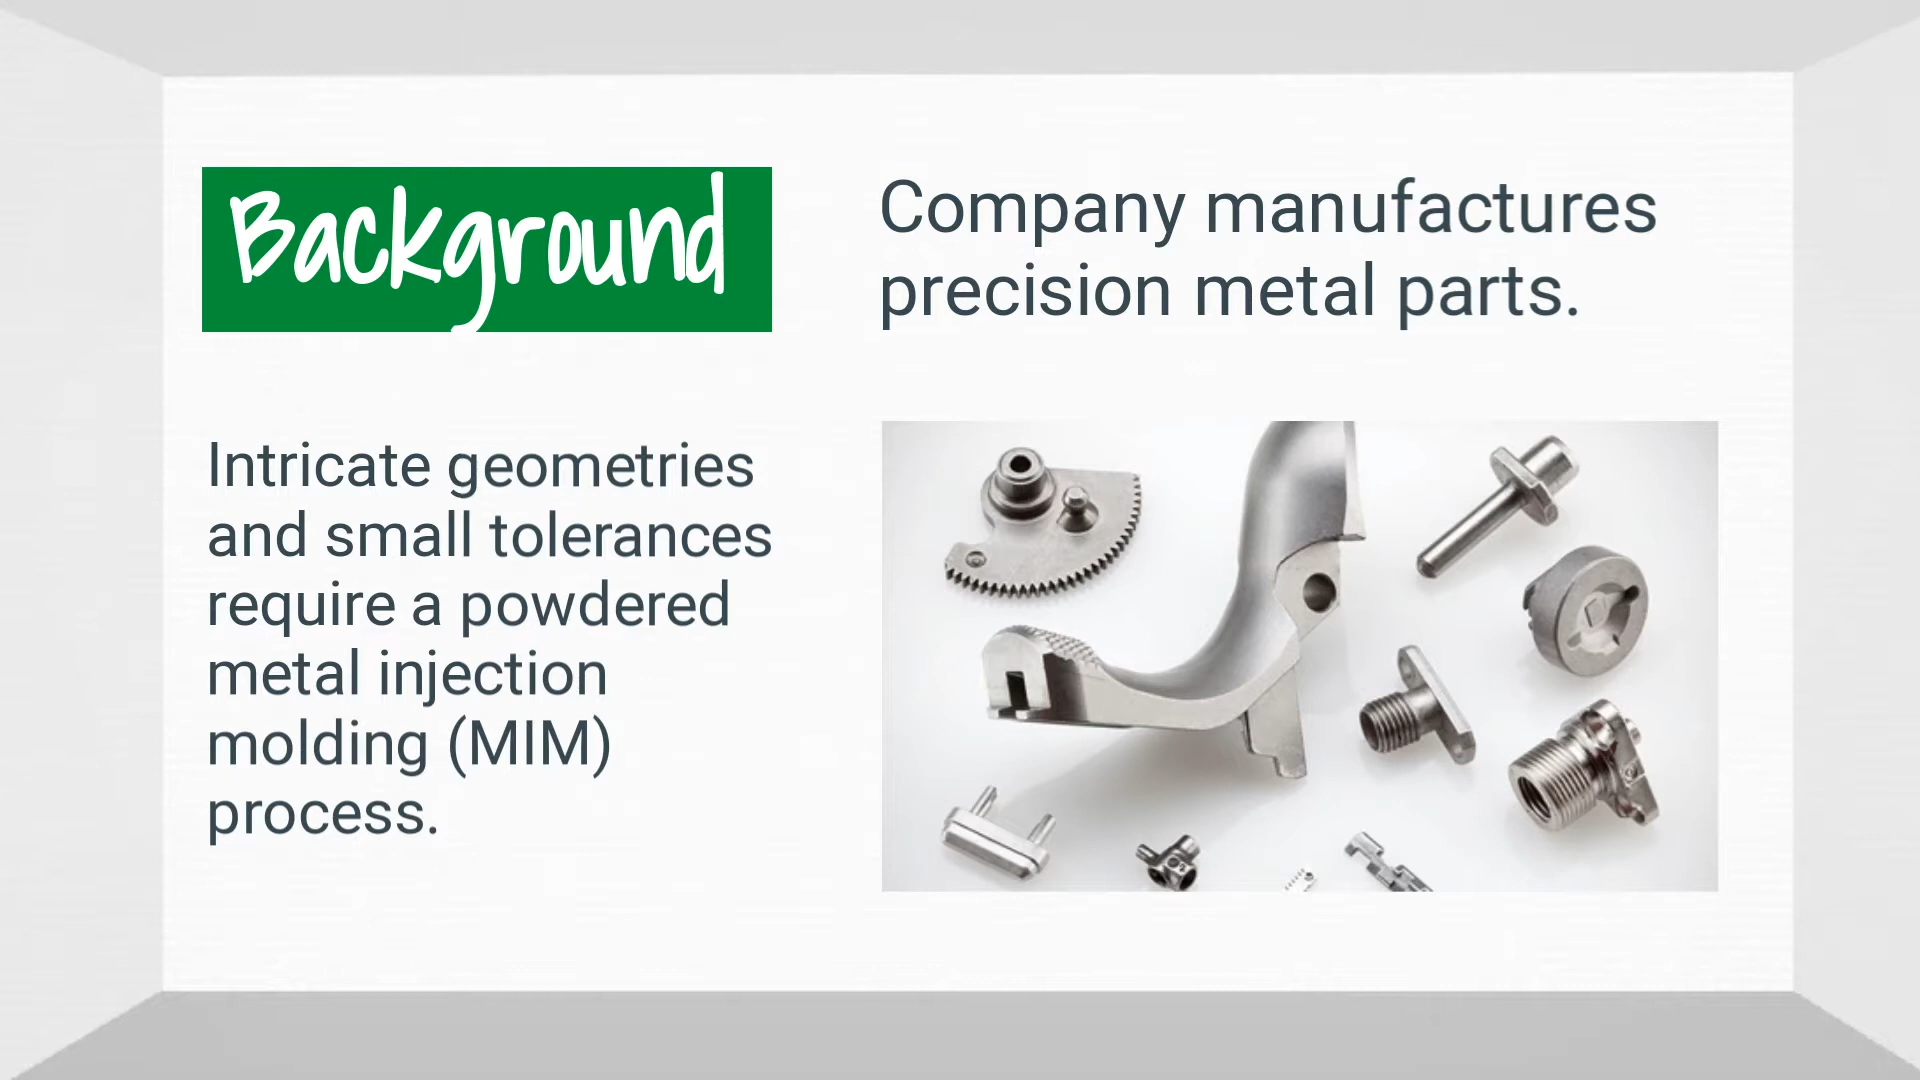 Background
Company manufactures
precision metal parts.
Intricate geometries
and small tolerances
require a powdered
metal injection
molding (MIM)
process.